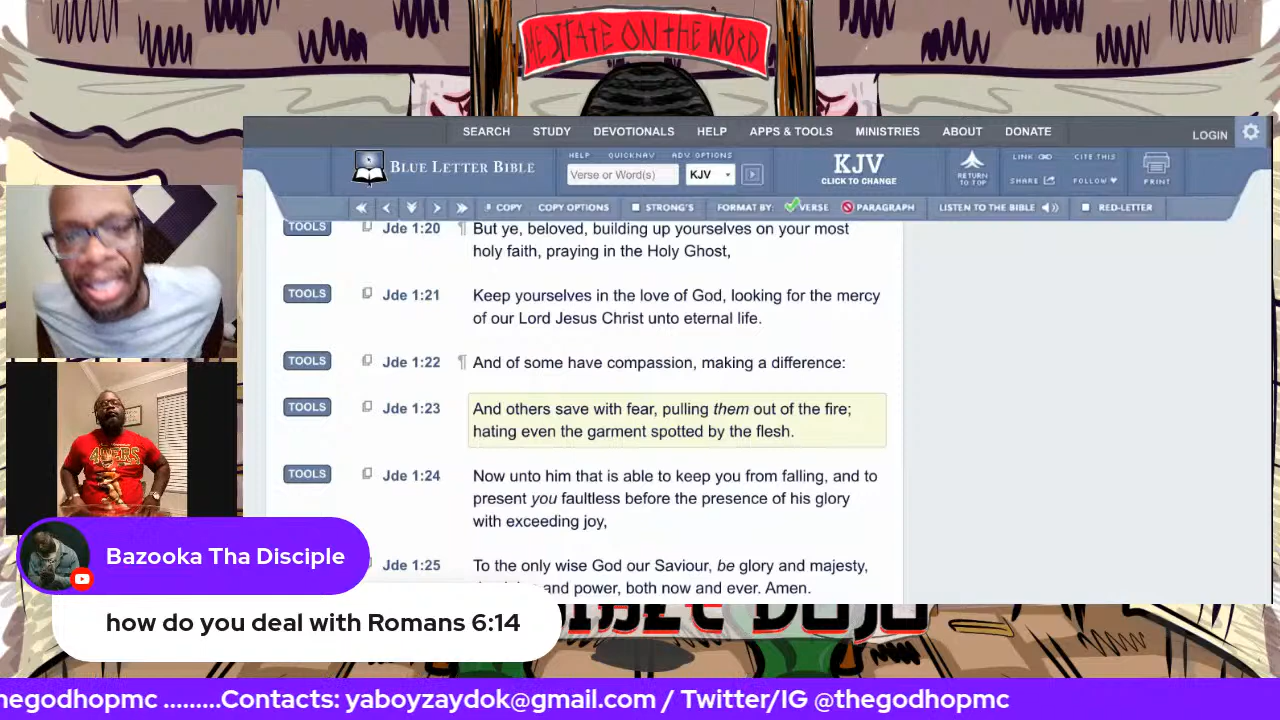 MEDITATE ON THE WORD
SEARCH STUDY DEVOTIONALS HELP APPS & TOOLS MINISTRIES ABOUT DONATE
LOGIN
BLUE LETTER BIBLE
HELP QUICKNAV ADV OPTIONS
Verse or Word(s) KJV
KJV
CLICK TO CHANGE
RETURN TO TOP
LINK CITE THIS
SHARE FOLLOW
PRINT
COPY COPY OPTIONS STRONG'S FORMAT BY: VERSE PARAGRAPH LISTEN TO THE BIBLE RED-LETTER
TOOLS Jde 1:20 ¶ But ye, beloved, building up yourselves on your most
holy faith, praying in the Holy Ghost,
TOOLS Jde 1:21 Keep yourselves in the love of God, looking for the mercy
of our Lord Jesus Christ unto eternal life.
TOOLS Jde 1:22 ¶ And of some have compassion, making a difference:
TOOLS Jde 1:23 And others save with fear, pulling them out of the fire;
hating even the garment spotted by the flesh.
TOOLS Jde 1:24 Now unto him that is able to keep you from falling, and to
present you faultless before the presence of his glory
with exceeding joy,
Jde 1:25 To the only wise God our Saviour, be glory and majesty,
and power, both now and ever. Amen.
49ERS
Bazooka Tha Disciple
how do you deal with Romans 6:14
DOJO
hegodhopmc .........Contacts: yaboyzaydok@gmail.com / Twitter/IG @thegodhopmc